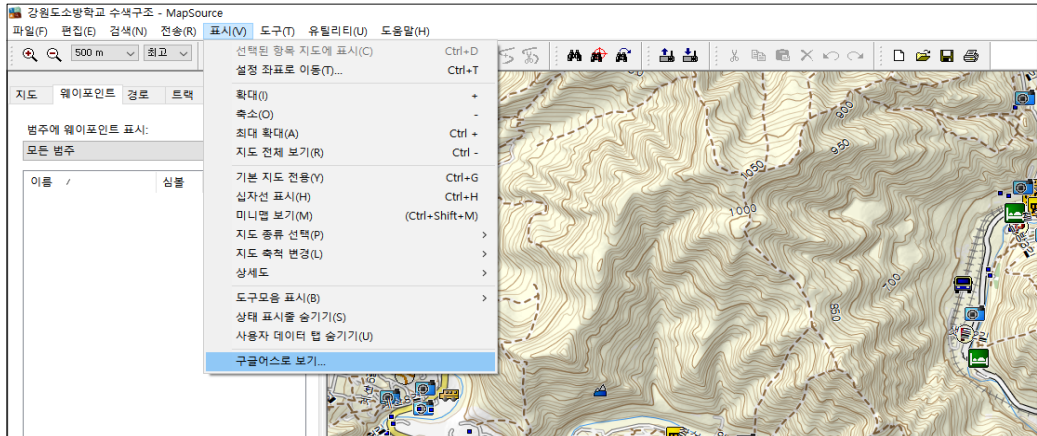 강원도소방학교 수색구조 - MapSource
파일(F) 편집(E) 검색(N) 전송(R) 표시(V) 도구(T) 유틸리티(U) 도움말(H)
500 m 최고
선택된 항목 지도에 표시(C) Ctrl+D
설정 좌표로 이동(T)... Ctrl+T
지도 웨이포인트 경로 트랙
확대(I) +
축소(O) -
범주에 웨이포인트 표시:
최대 확대(A) Ctrl +
모든 범주
지도 전체 보기(R) Ctrl -
이름 / 심볼
기본 지도 전용(Y) Ctrl+G
십자선 표시(H) Ctrl+H
미니맵 보기(M) (Ctrl+Shift+M)
지도 종류 선택(P) >
지도 축척 변경(L) >
상세도 >
도구모음 표시(B) >
상태 표시줄 숨기기(S)
사용자 데이터 탭 숨기기(U)
구글어스로 보기...
900
950
1050
1000
700
850